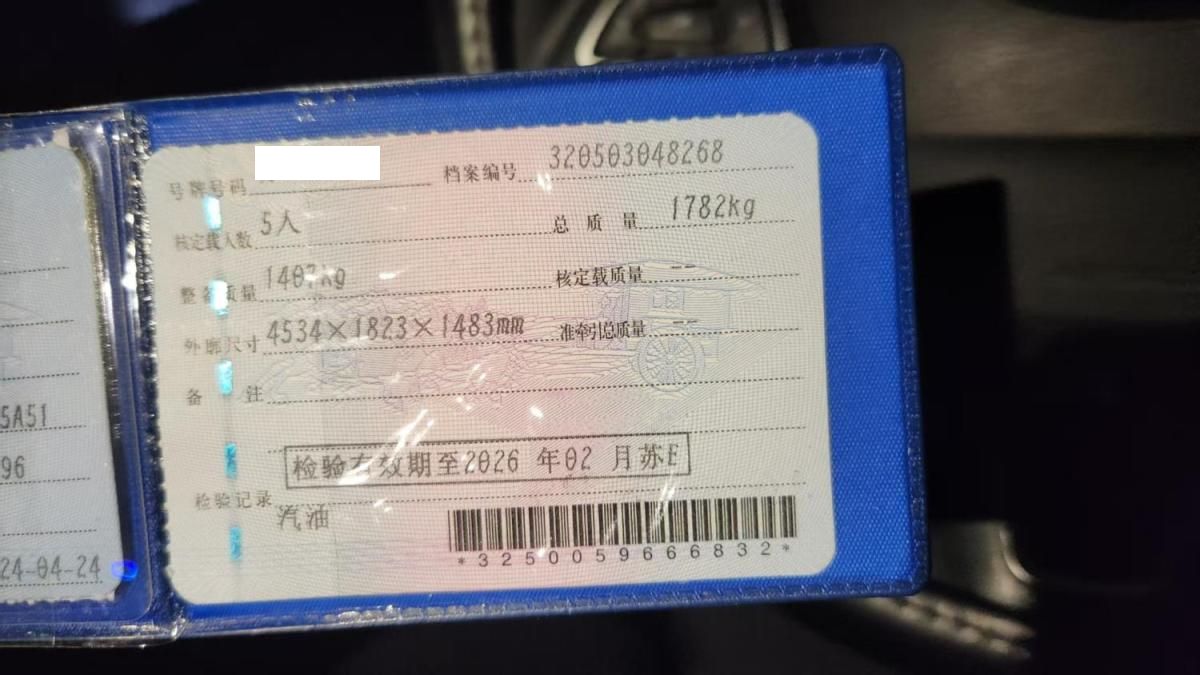 号牌号码 档案编号 320503048268
核定载人数 5人 总质量 1782kg
整备质量 1407kg 核定载质量 --
外廓尺寸 4534×1823×1483mm 准牵引总质量 --
备注
检验有效期至2026年02月苏E
检验记录
汽油
*3250059666832*
5A51
96
24-04-24